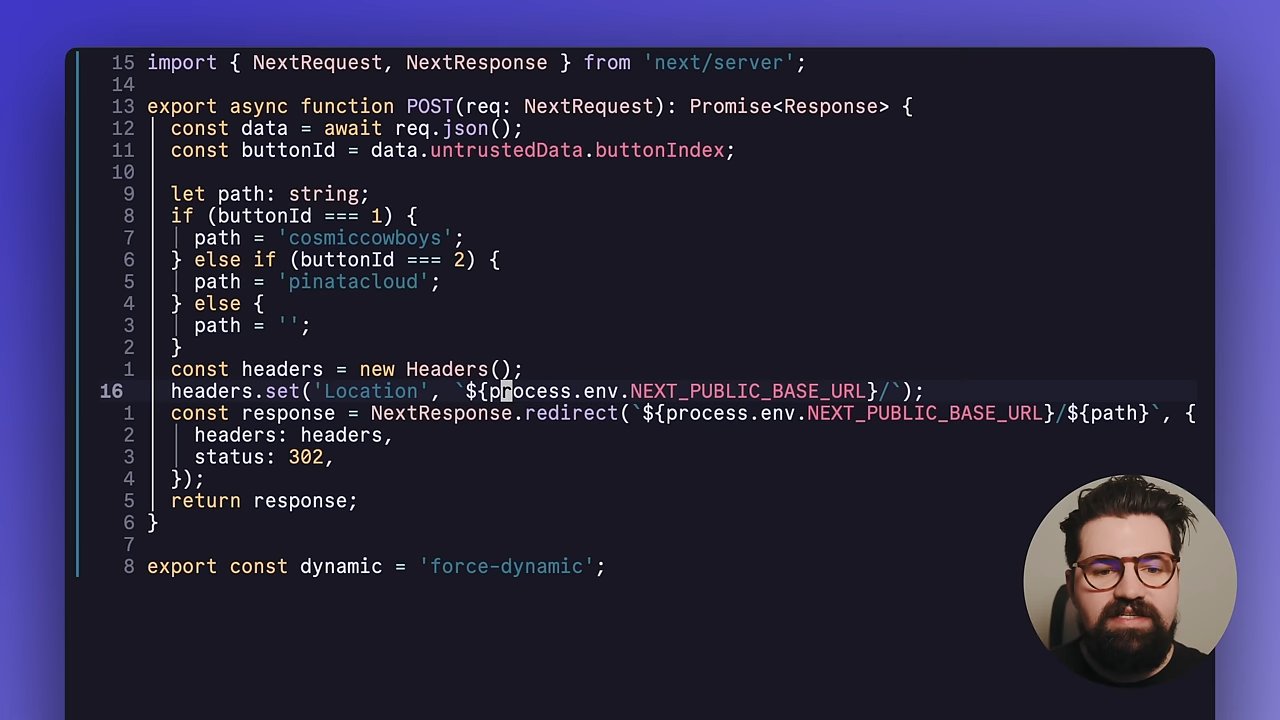 15 import { NextRequest, NextResponse } from 'next/server';
14
13 export async function POST(req: NextRequest): Promise<Response> {
12   const data = await req.json();
11   const buttonId = data.untrustedData.buttonIndex;
10
9   let path: string;
8   if (buttonId === 1) {
7     path = 'cosmiccowboys';
6   } else if (buttonId === 2) {
5     path = 'pinatacloud';
4   } else {
3     path = '';
2   }
1   const headers = new Headers();
16   headers.set('Location', `${process.env.NEXT_PUBLIC_BASE_URL}/`);
1   const response = NextResponse.redirect(`${process.env.NEXT_PUBLIC_BASE_URL}/${path}`, {
2     headers: headers,
3     status: 302,
4   });
5   return response;
6 }
7
8 export const dynamic = 'force-dynamic';